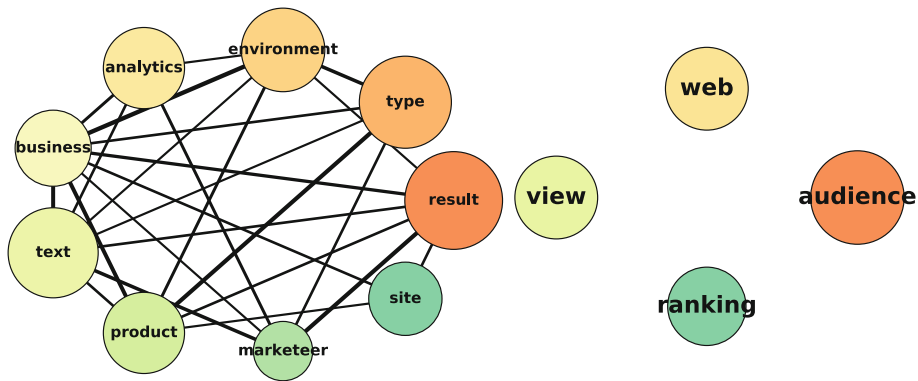 environment
analytics
type
web
business
result
view
audience
text
site
ranking
product
marketeer